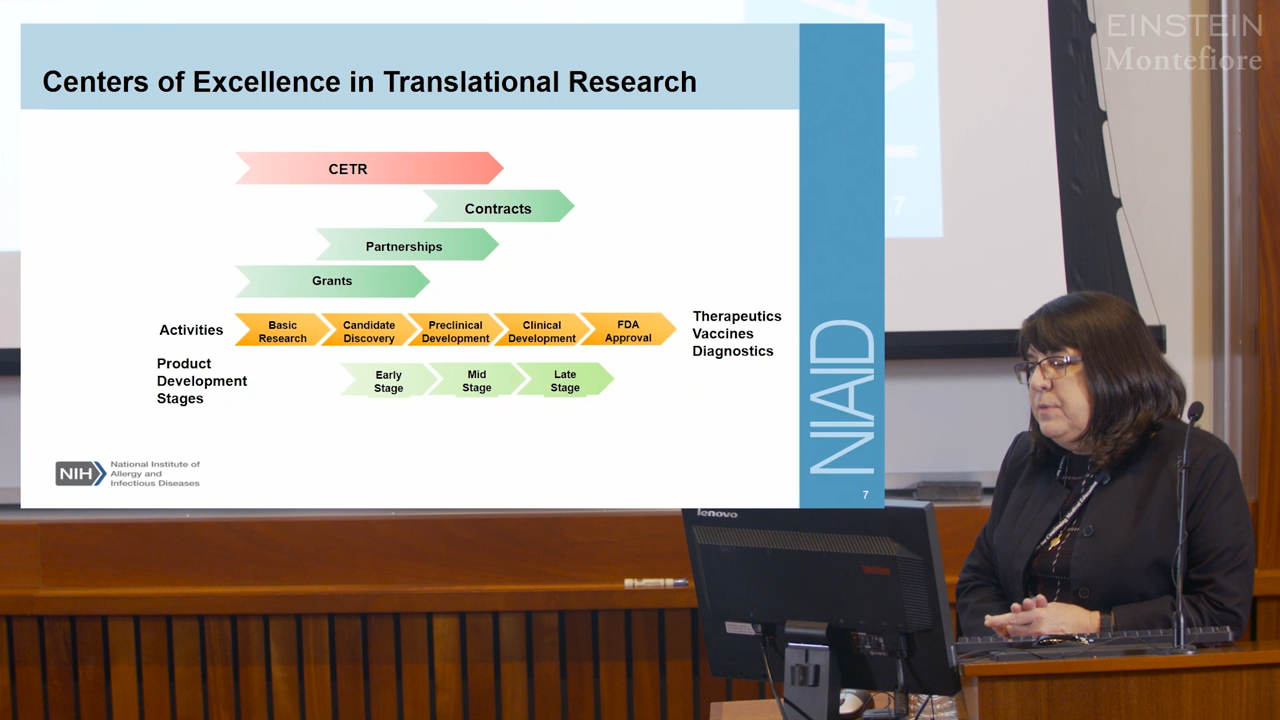 EINSTEIN
Montefiore
Centers of Excellence in Translational Research
CETR
Contracts
Partnerships
Grants
Activities
Basic
Research
Candidate
Discovery
Preclinical
Development
Clinical
Development
FDA
Approval
Therapeutics
Vaccines
Diagnostics
Product
Development
Stages
Early
Stage
Mid
Stage
Late
Stage
NIH
National Institute of
Allergy and
Infectious Diseases
NIAID
7
7
lenovo